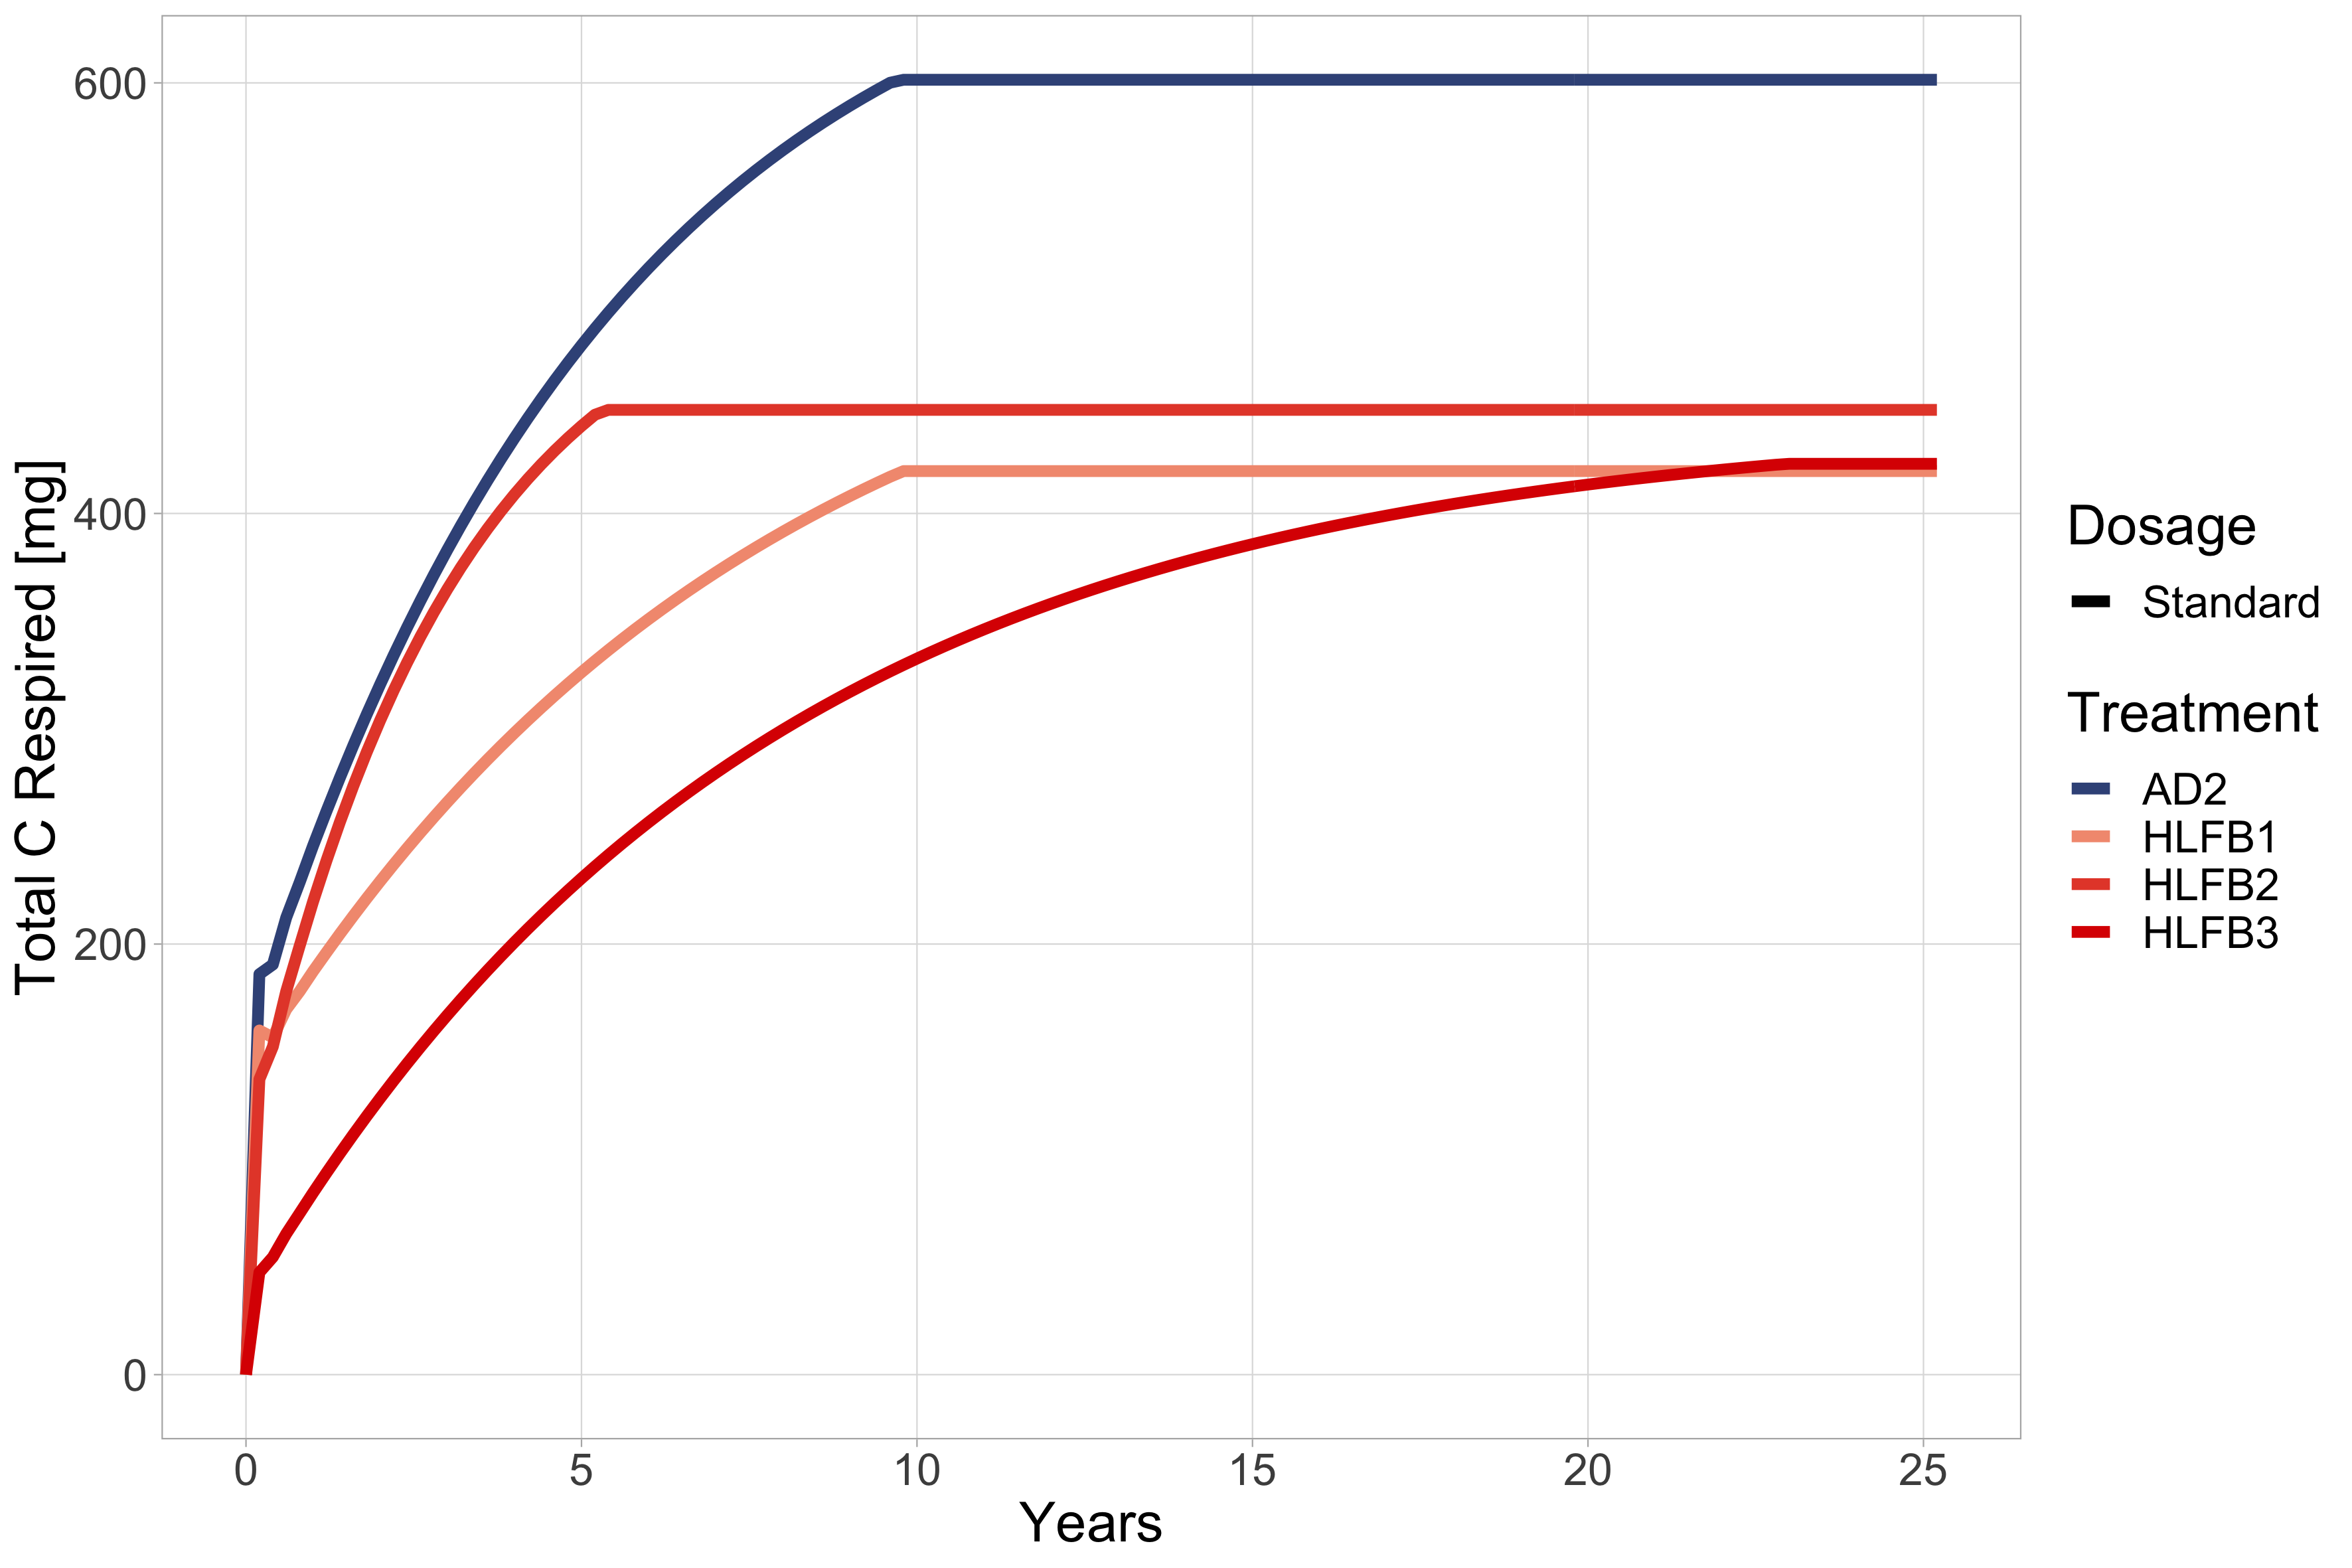 Total C Respired [mg]
600
400
200
0
0
5
10
15
20
25
Years
Dosage
Standard
Treatment
AD2
HLFB1
HLFB2
HLFB3